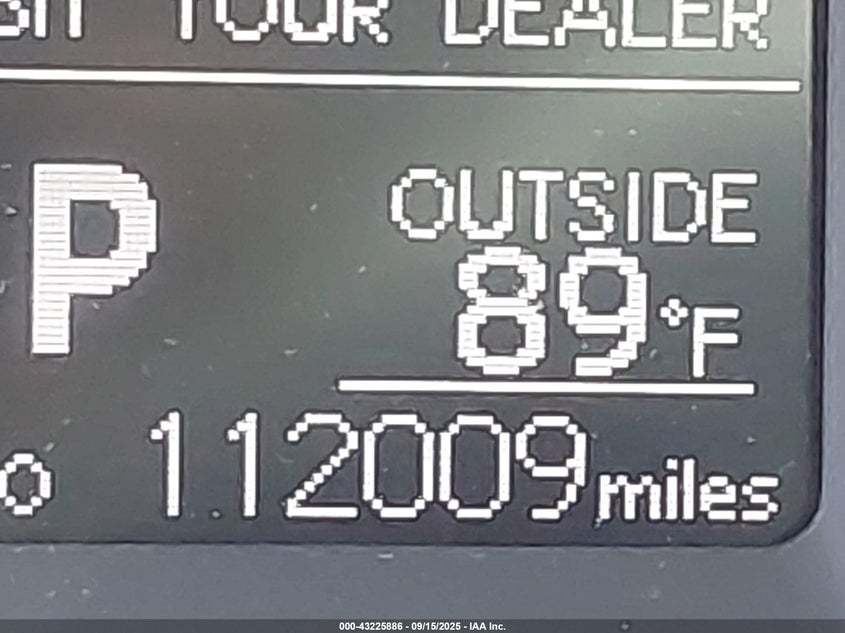 YOUR DEALER
P
OUTSIDE
89°F
o 112009 miles
000-43225886 - 09/15/2025 - IAA Inc.